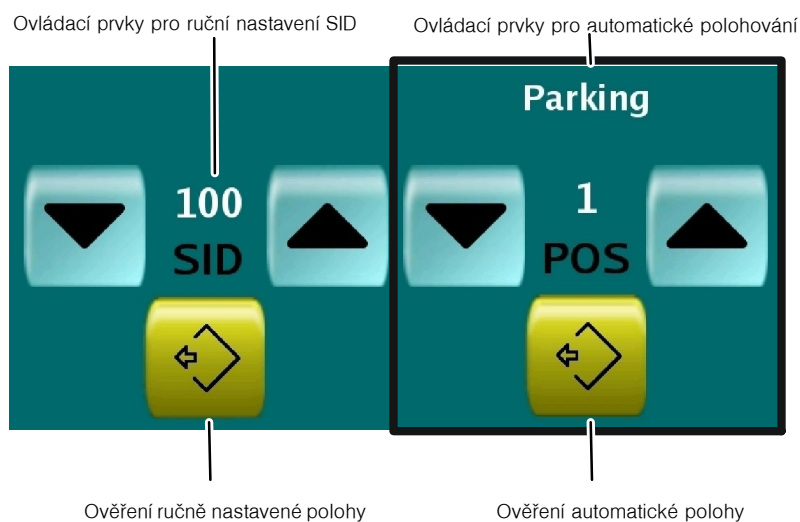 Ovládací prvky pro ruční nastavení SID
Ovládací prvky pro automatické polohování
Parking
100
SID
1
POS
Ověření ručně nastavené polohy
Ověření automatické polohy